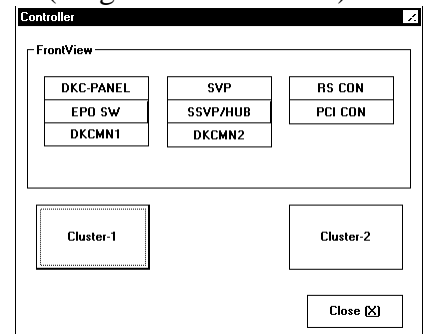 Controller
FrontView
DKC-PANEL SVP RS CON
EPO SW SSVP/HUB PCI CON
DKCMN1 DKCMN2
Cluster-1 Cluster-2
Close (X)